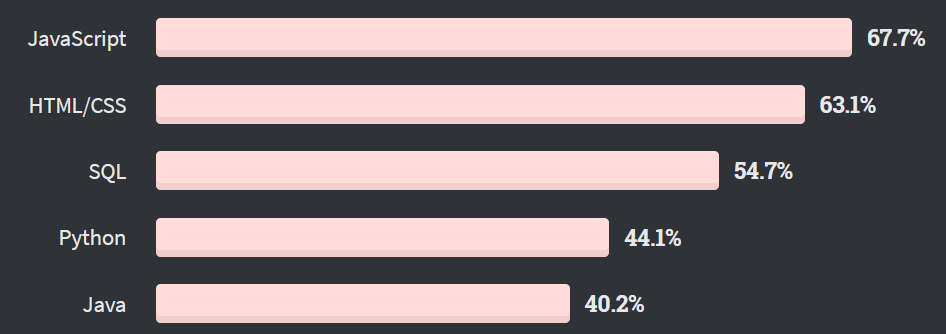 JavaScript 67.7%
HTML/CSS 63.1%
SQL 54.7%
Python 44.1%
Java 40.2%